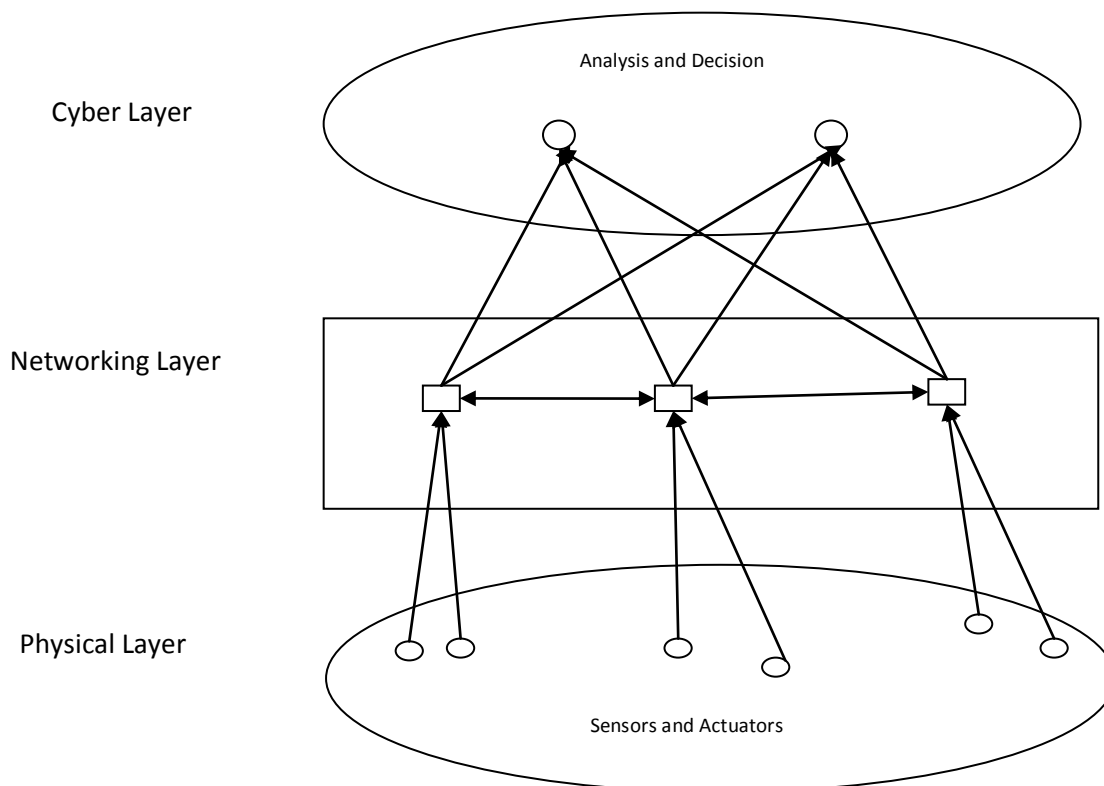 Analysis and Decision
Cyber Layer
Networking Layer
Physical Layer
Sensors and Actuators